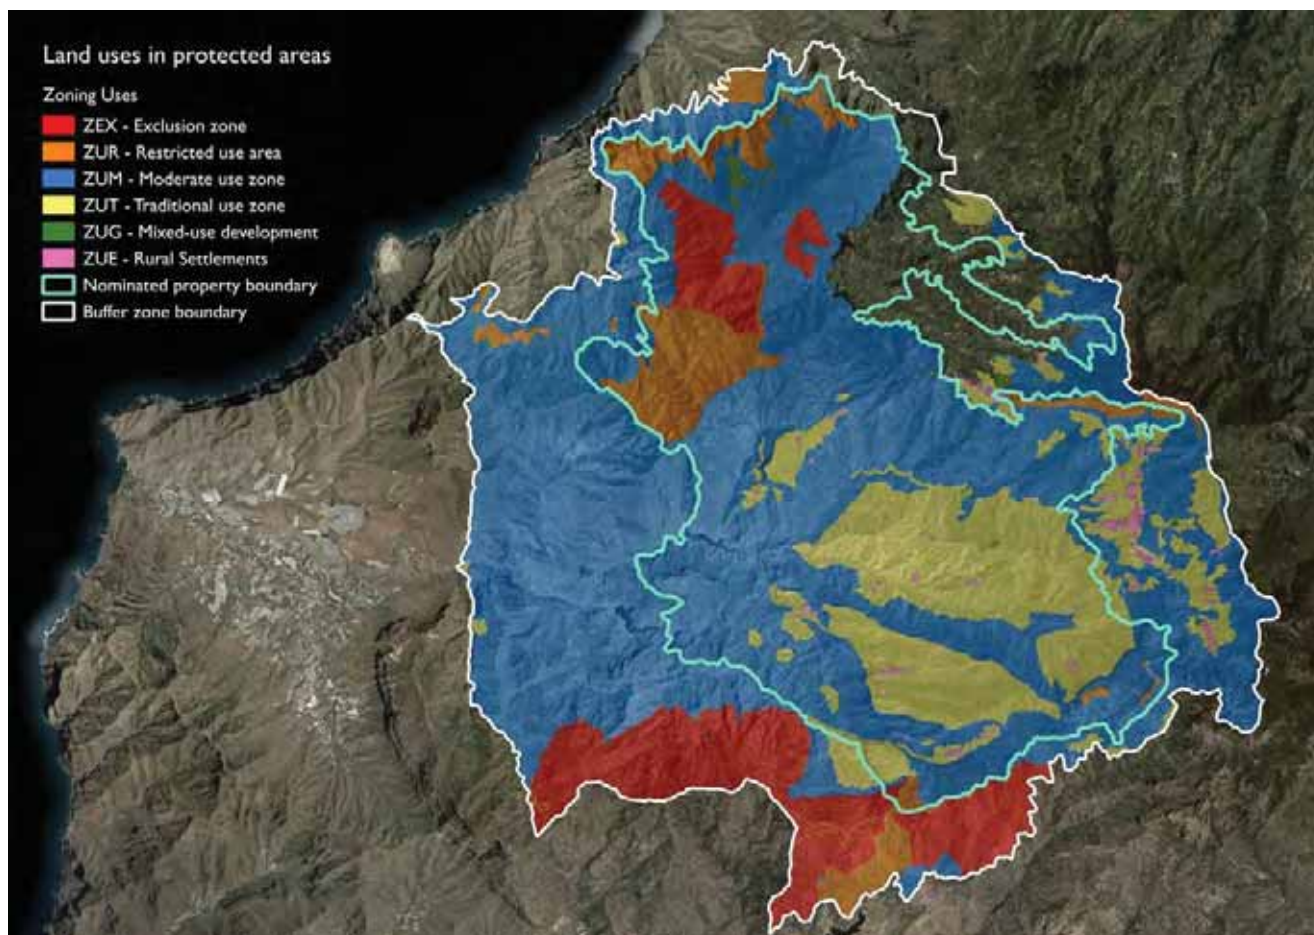 Land uses in protected areas
Zoning Uses
ZEX - Exclusion zone
ZUR - Restricted use area
ZUM - Moderate use zone
ZUT - Traditional use zone
ZUG - Mixed-use development
ZUE - Rural Settlements
Nominated property boundary
Buffer zone boundary